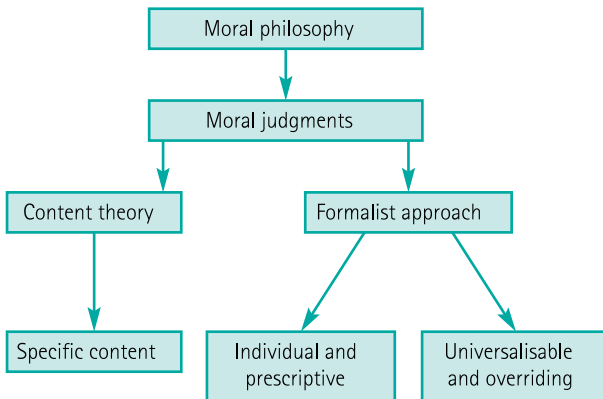 Moral philosophy
Moral judgments
Content theory
Formalist approach
Specific content
Individual and
prescriptive
Universalisable
and overriding